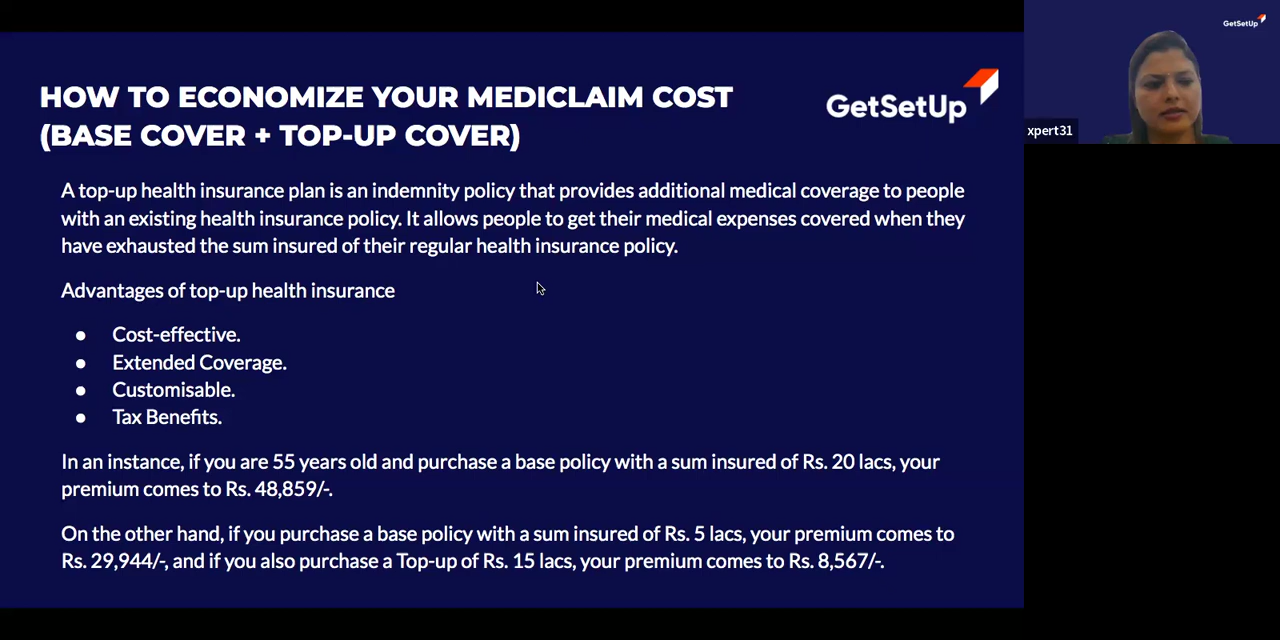 HOW TO ECONOMIZE YOUR MEDICLAIM COST
(BASE COVER + TOP-UP COVER)
GetSetUp
GetSetUp
xpert31
A top-up health insurance plan is an indemnity policy that provides additional medical coverage to people
with an existing health insurance policy. It allows people to get their medical expenses covered when they
have exhausted the sum insured of their regular health insurance policy.
Advantages of top-up health insurance
● Cost-effective.
● Extended Coverage.
● Customisable.
● Tax Benefits.
In an instance, if you are 55 years old and purchase a base policy with a sum insured of Rs. 20 lacs, your
premium comes to Rs. 48,859/-.
On the other hand, if you purchase a base policy with a sum insured of Rs. 5 lacs, your premium comes to
Rs. 29,944/-, and if you also purchase a Top-up of Rs. 15 lacs, your premium comes to Rs. 8,567/-.